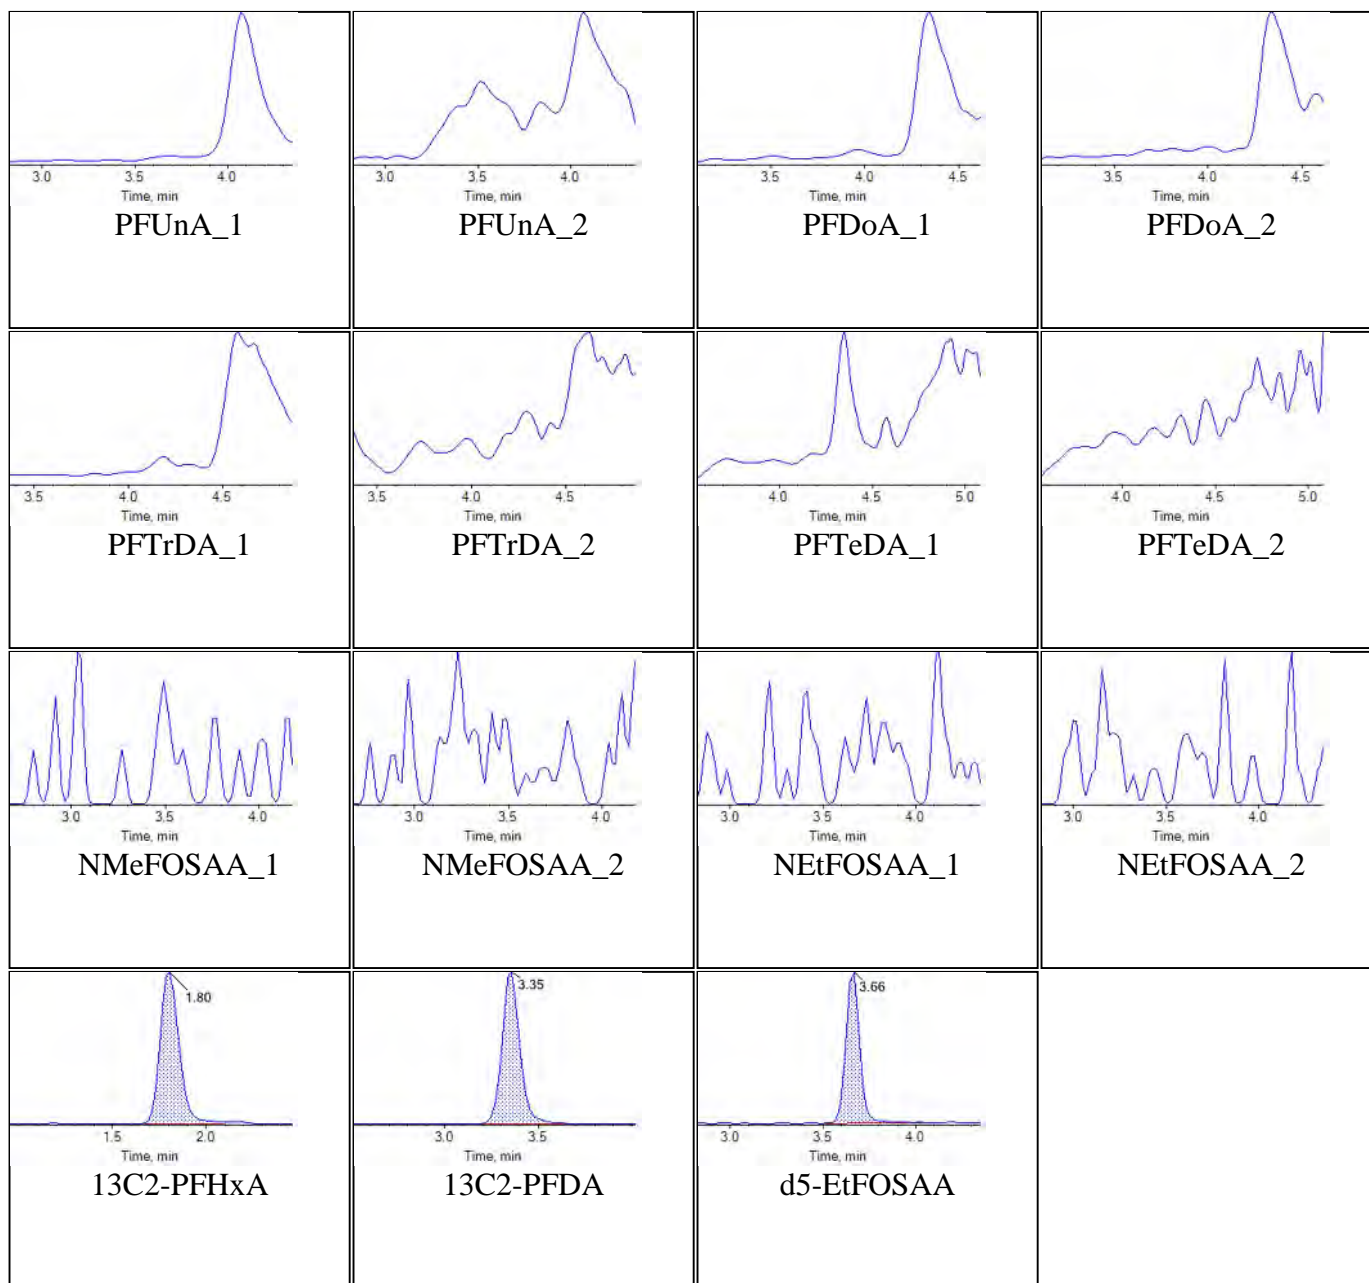 3.0 3.5 4.0
Time, min
PFUnA_1
3.0 3.5 4.0
Time, min
PFUnA_2
3.5 4.0 4.5
Time, min
PFDoA_1
3.5 4.0 4.5
Time, min
PFDoA_2
3.5 4.0 4.5
Time, min
PFTrDA_1
3.5 4.0 4.5
Time, min
PFTrDA_2
4.0 4.5 5.0
Time, min
PFTeDA_1
4.0 4.5 5.0
Time, min
PFTeDA_2
3.0 3.5 4.0
Time, min
NMeFOSAA_1
3.0 3.5 4.0
Time, min
NMeFOSAA_2
3.0 3.5 4.0
Time, min
NEtFOSAA_1
3.0 3.5 4.0
Time, min
NEtFOSAA_2
1.80
1.5 2.0
Time, min
13C2-PFHxA
3.35
3.0 3.5
Time, min
13C2-PFDA
3.66
3.0 3.5 4.0
Time, min
d5-EtFOSAA